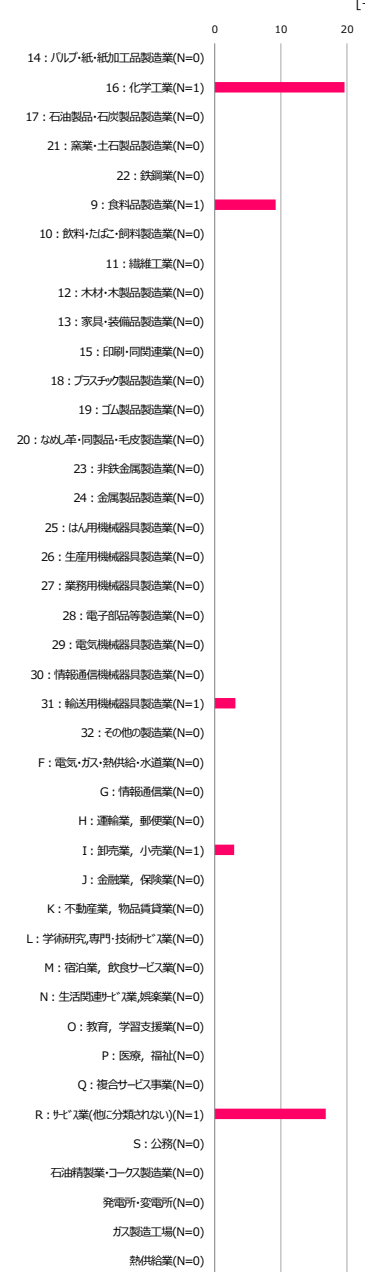 0 10 20
14：パルプ・紙・紙加工品製造業(N=0)
16：化学工業(N=1)
17：石油製品・石炭製品製造業(N=0)
21：窯業・土石製品製造業(N=0)
22：鉄鋼業(N=0)
9：食料品製造業(N=1)
10：飲料・たばこ・飼料製造業(N=0)
11：繊維工業(N=0)
12：木材・木製品製造業(N=0)
13：家具・装備品製造業(N=0)
15：印刷・同関連業(N=0)
18：プラスチック製品製造業(N=0)
19：ゴム製品製造業(N=0)
20：なめし革・同製品・毛皮製造業(N=0)
23：非鉄金属製造業(N=0)
24：金属製品製造業(N=0)
25：はん用機械器具製造業(N=0)
26：生産用機械器具製造業(N=0)
27：業務用機械器具製造業(N=0)
28：電子部品等製造業(N=0)
29：電気機械器具製造業(N=0)
30：情報通信機械器具製造業(N=0)
31：輸送用機械器具製造業(N=1)
32：その他の製造業(N=0)
F：電気・ガス・熱供給・水道業(N=0)
G：情報通信業(N=0)
H：運輸業，郵便業(N=0)
I：卸売業，小売業(N=1)
J：金融業，保険業(N=0)
K：不動産業，物品賃貸業(N=0)
L：学術研究,専門・技術ｻｰﾋﾞｽ業(N=0)
M：宿泊業，飲食サービス業(N=0)
N：生活関連ｻｰﾋﾞｽ業,娯楽業(N=0)
O：教育，学習支援業(N=0)
P：医療，福祉(N=0)
Q：複合サービス事業(N=0)
R：ｻｰﾋﾞｽ業(他に分類されない)(N=1)
S：公務(N=0)
石油精製業・コークス製造業(N=0)
発電所・変電所(N=0)
ガス製造工場(N=0)
熱供給業(N=0)